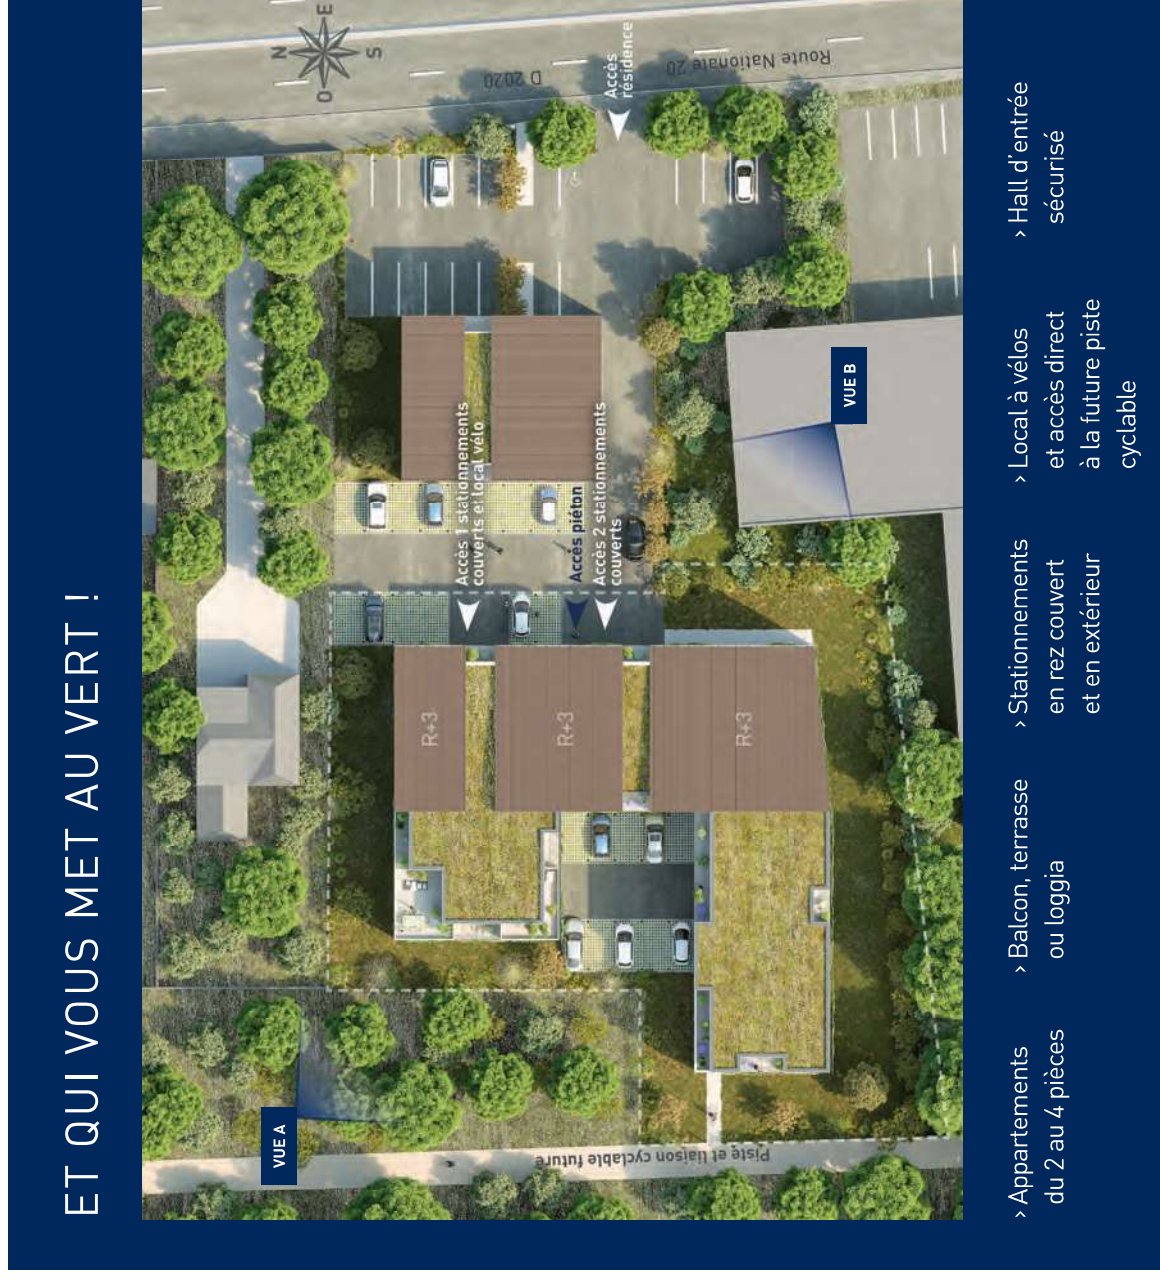 ET QUI VOUS MET AU VERT !
N
E
S
O
D 2020
Route Nationale 20
Accès
résidence
Accès 1 stationnements
couverts et local vélo
Accès piéton
Accès 2 stationnements
couverts
R+3
R+3
R+3
VUE A
VUE B
Piste et liaison cyclable future
› Appartements
du 2 au 4 pièces
› Balcon, terrasse
ou loggia
› Stationnements
en rez couvert
et en extérieur
› Local à vélos
et accès direct
à la future piste
cyclable
› Hall d'entrée
sécurisé